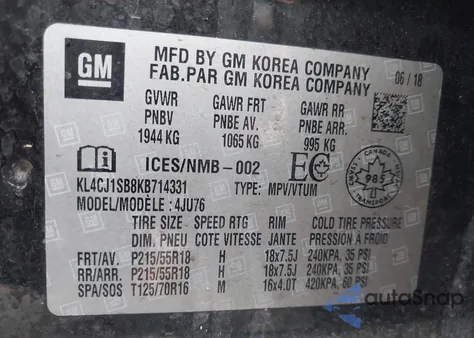 GM
MFD BY GM KOREA COMPANY
FAB.PAR GM KOREA COMPANY
06 / 18
GVWR GAWR FRT GAWR RR
PNBV PNBE AV. PNBE/ARR.
1944 KG 1065 KG 995 KG
ICES/NMB-002 EC
KL4CJ1SB8KB714331 TYPE: MPV/VTUM
MODEL/MODÈLE : 4JU76
CANADA
985
TRANSPORT
TIRE SIZE SPEED RTG RIM COLD TIRE PRESSURE
DIM. PNEU COTE VITESSE JANTE PRESSION À FROID
FRT/AV. P215/55R18 H 18x7.5J 240KPA, 35 PSI
RR/ARR. P215/55R18 H 18x7.5J 240KPA, 35 PSI
SPA/SOS T125/70R16 M 16x4.0T 420KPA, 60 PSI
autoSnap